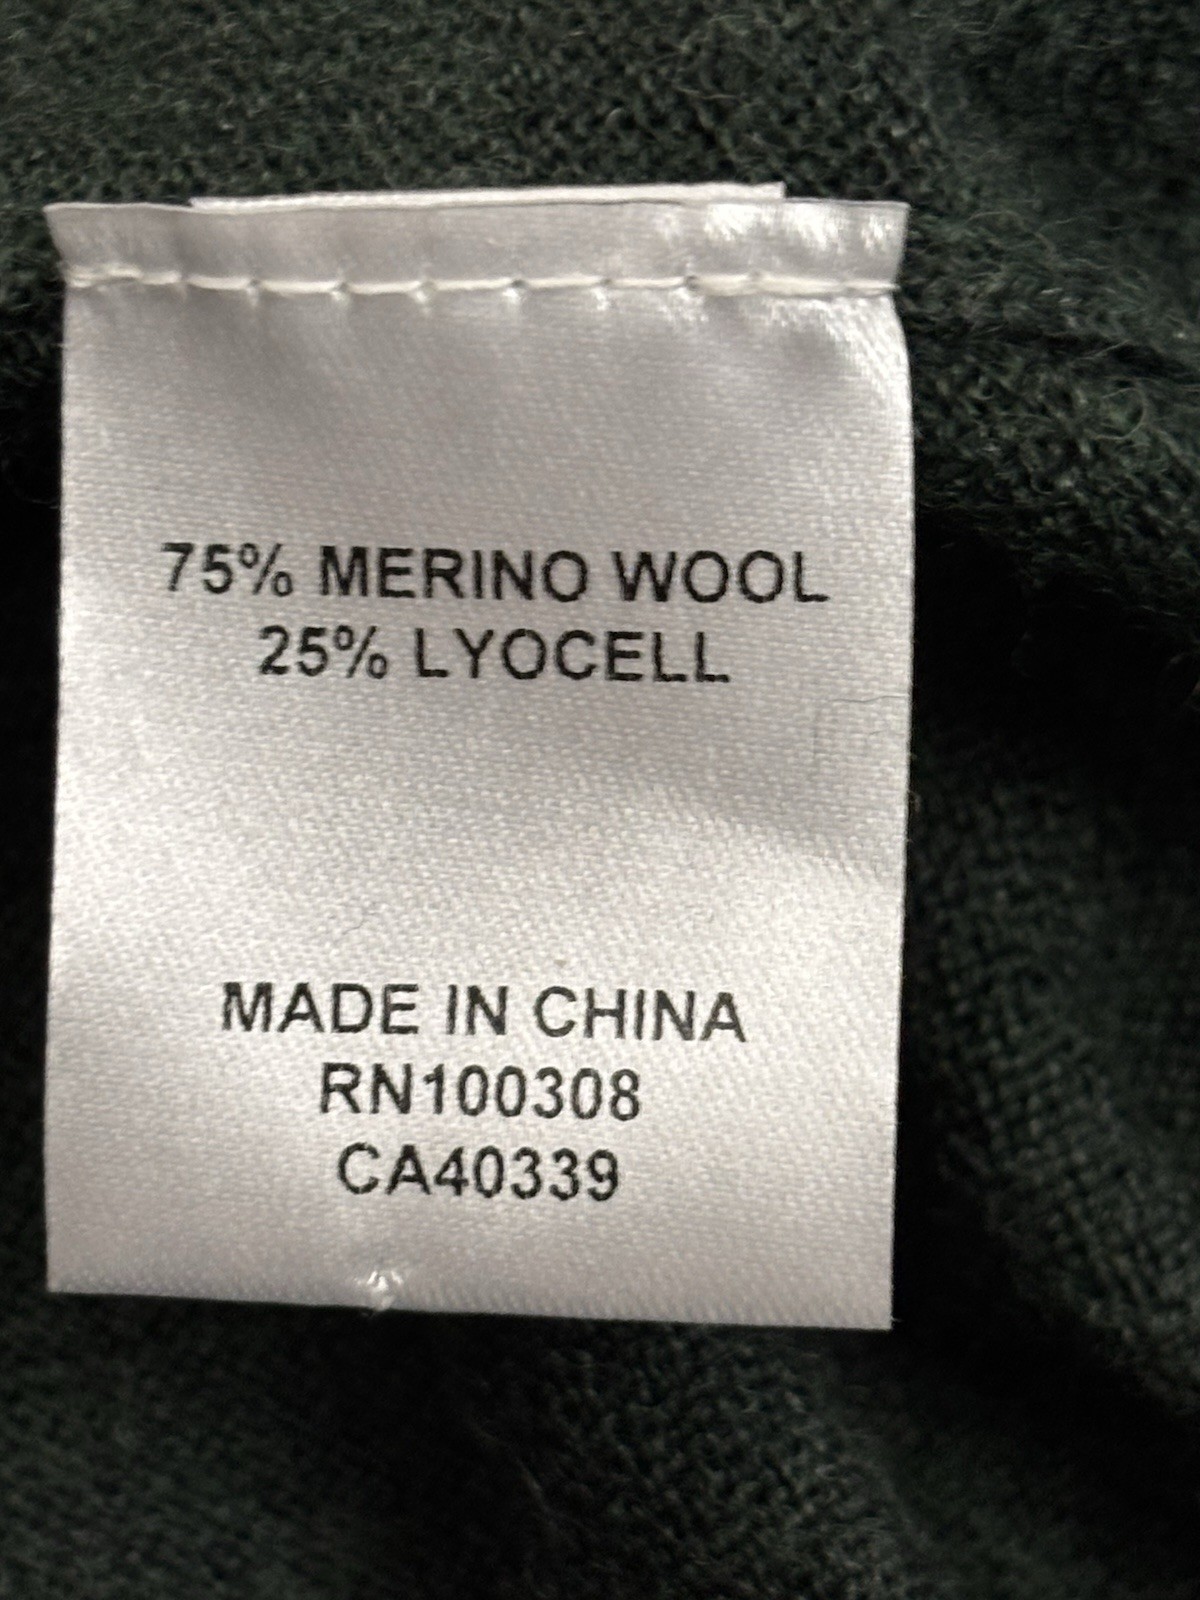 75% MERINO WOOL
25% LYOCELL
MADE IN CHINA
RN100308
CA40339